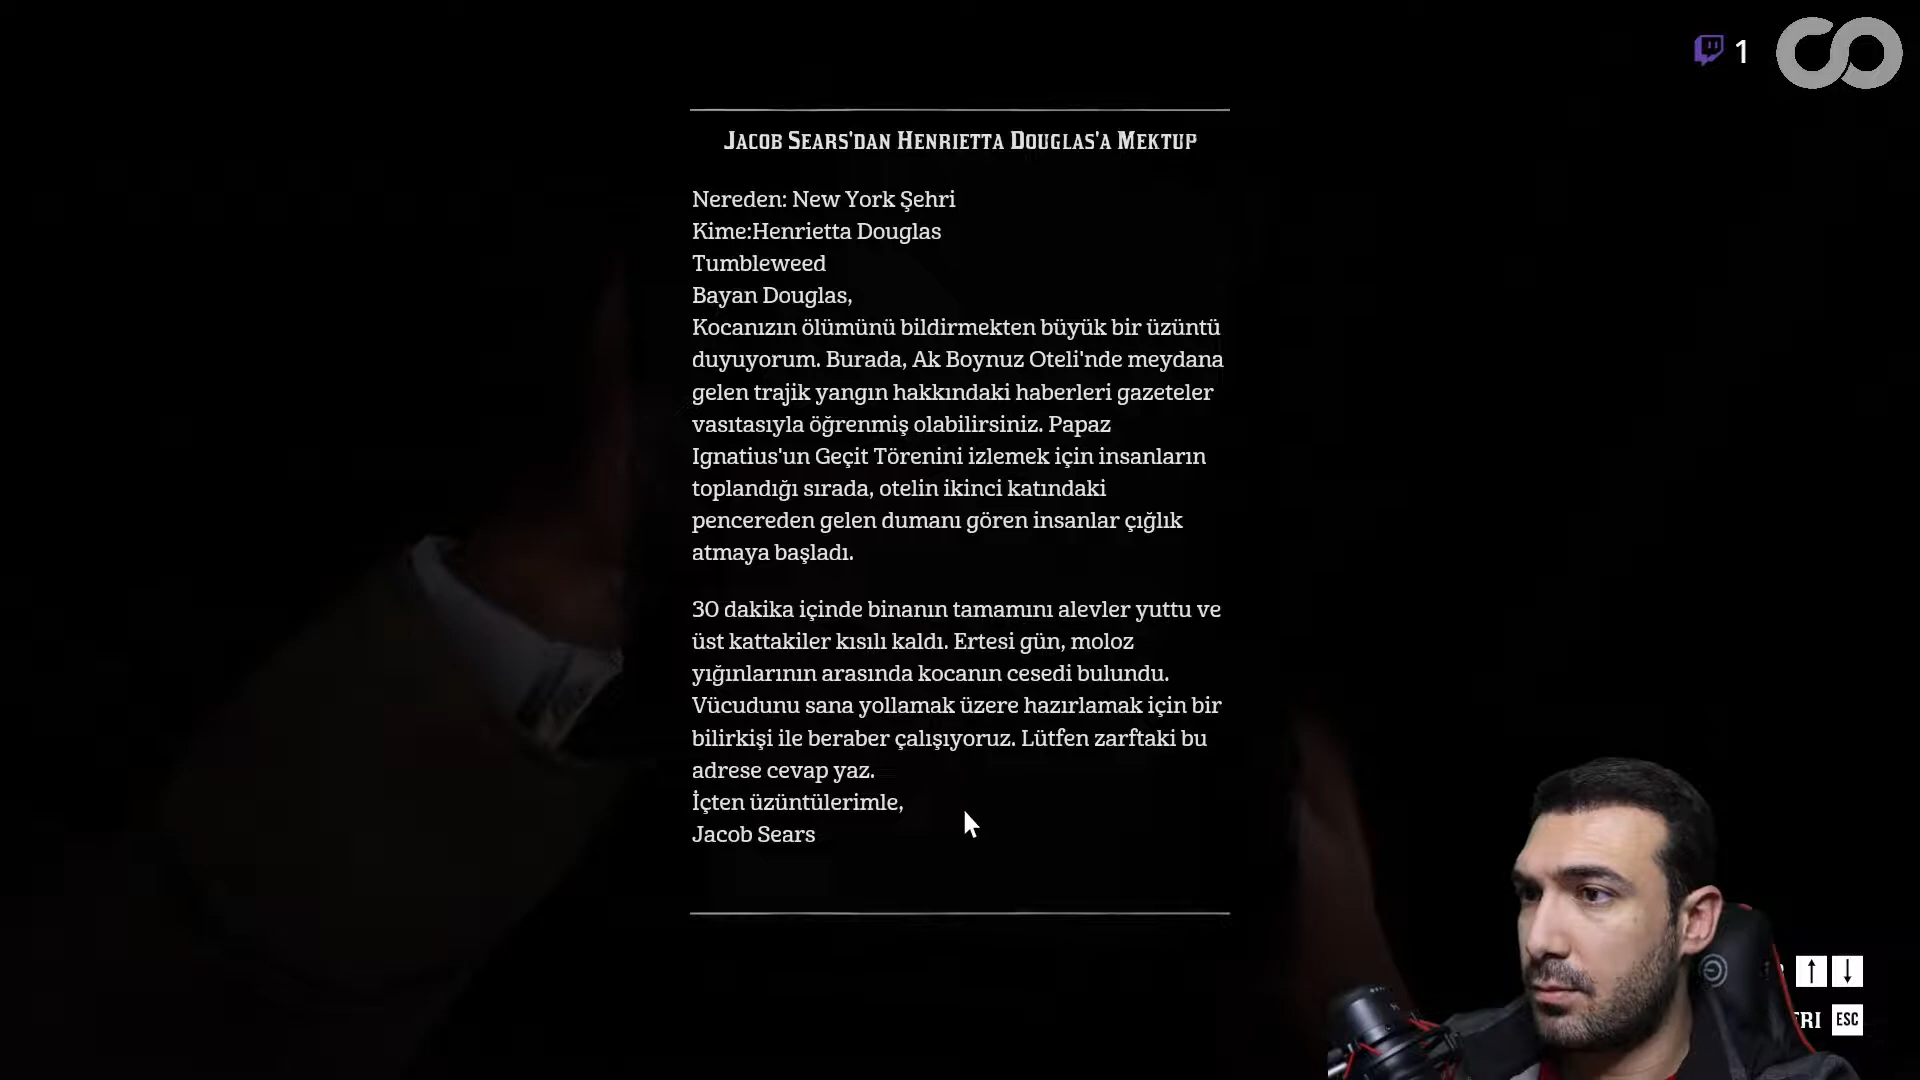 1
JACOB SEARS'DAN HENRIETTA DOUGLAS'A MEKTUP
Nereden: New York Şehri
Kime:Henrietta Douglas
Tumbleweed
Bayan Douglas,
Kocanızın ölümünü bildirmekten büyük bir üzüntü
duyuyorum. Burada, Ak Boynuz Oteli'nde meydana
gelen trajik yangın hakkındaki haberleri gazeteler
vasıtasıyla öğrenmiş olabilirsiniz. Papaz
Ignatius'un Geçit Törenini izlemek için insanların
toplandığı sırada, otelin ikinci katındaki
pencereden gelen dumanı gören insanlar çığlık
atmaya başladı.
30 dakika içinde binanın tamamını alevler yuttu ve
üst kattakiler kısılı kaldı. Ertesi gün, moloz
yığınlarının arasında kocanın cesedi bulundu.
Vücudunu sana yollamak üzere hazırlamak için bir
bilirkişi ile beraber çalışıyoruz. Lütfen zarftaki bu
adrese cevap yaz.
İçten üzüntülerimle,
Jacob Sears
ESC